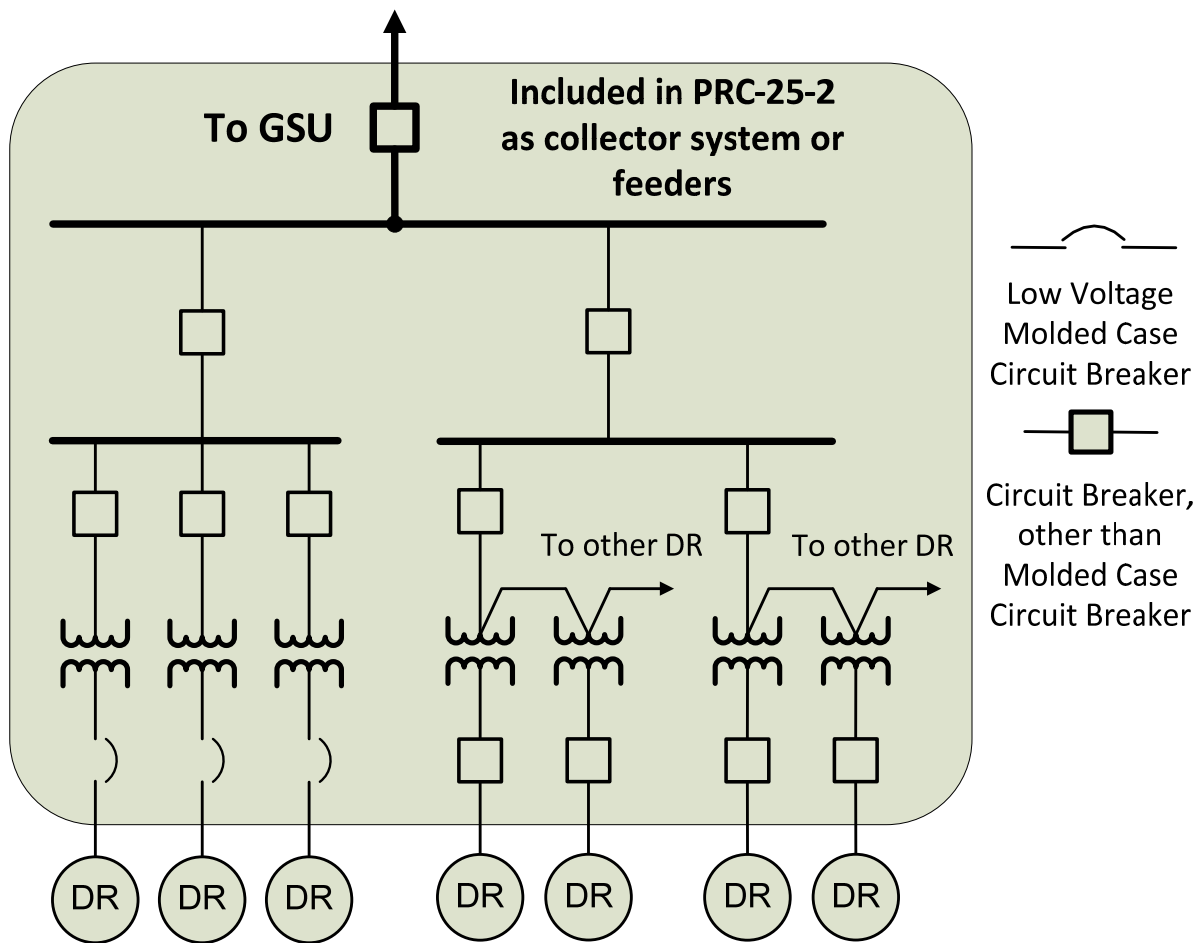 To GSU
Included in PRC-25-2
as collector system or
feeders
Low Voltage
Molded Case
Circuit Breaker
Circuit Breaker,
other than
Molded Case
Circuit Breaker
To other DR
To other DR
DR
DR
DR
DR
DR
DR
DR